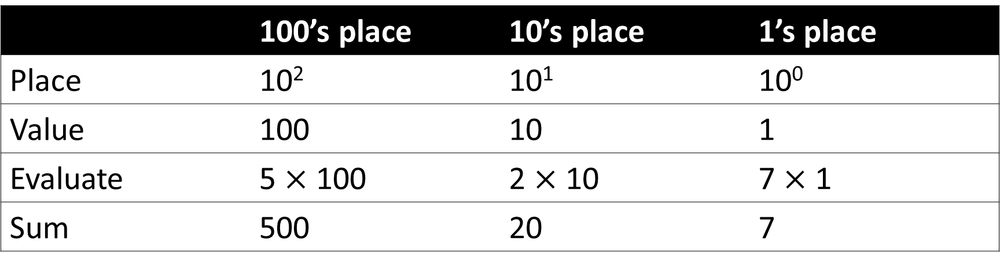 100’s place 10’s place 1’s place
Place 10² 10¹ 10⁰
Value 100 10 1
Evaluate 5 × 100 2 × 10 7 × 1
Sum 500 20 7